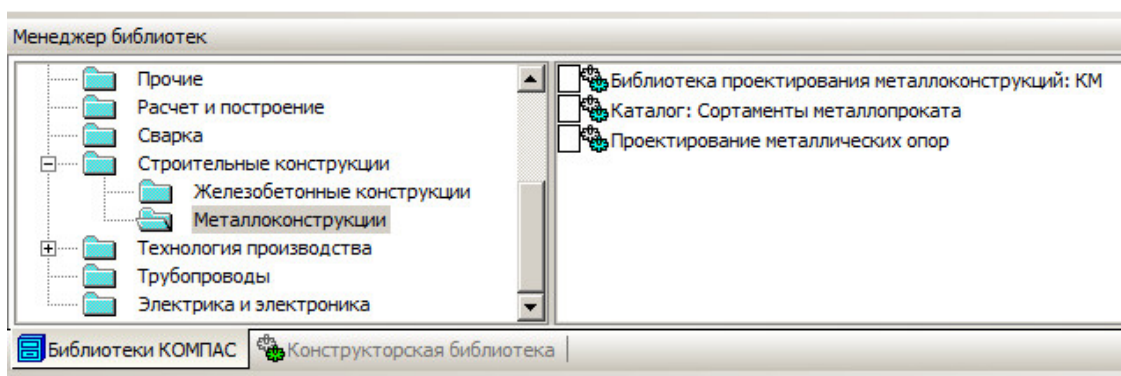 Менеджер библиотек
Прочие
Расчет и построение
Сварка
Строительные конструкции
Железобетонные конструкции
Металлоконструкции
Технология производства
Трубопроводы
Электрика и электроника
Библиотека проектирования металлоконструкций: КМ
Каталог: Сортаменты металлопроката
Проектирование металлических опор
Библиотеки КОМПАС
Конструкторская библиотека